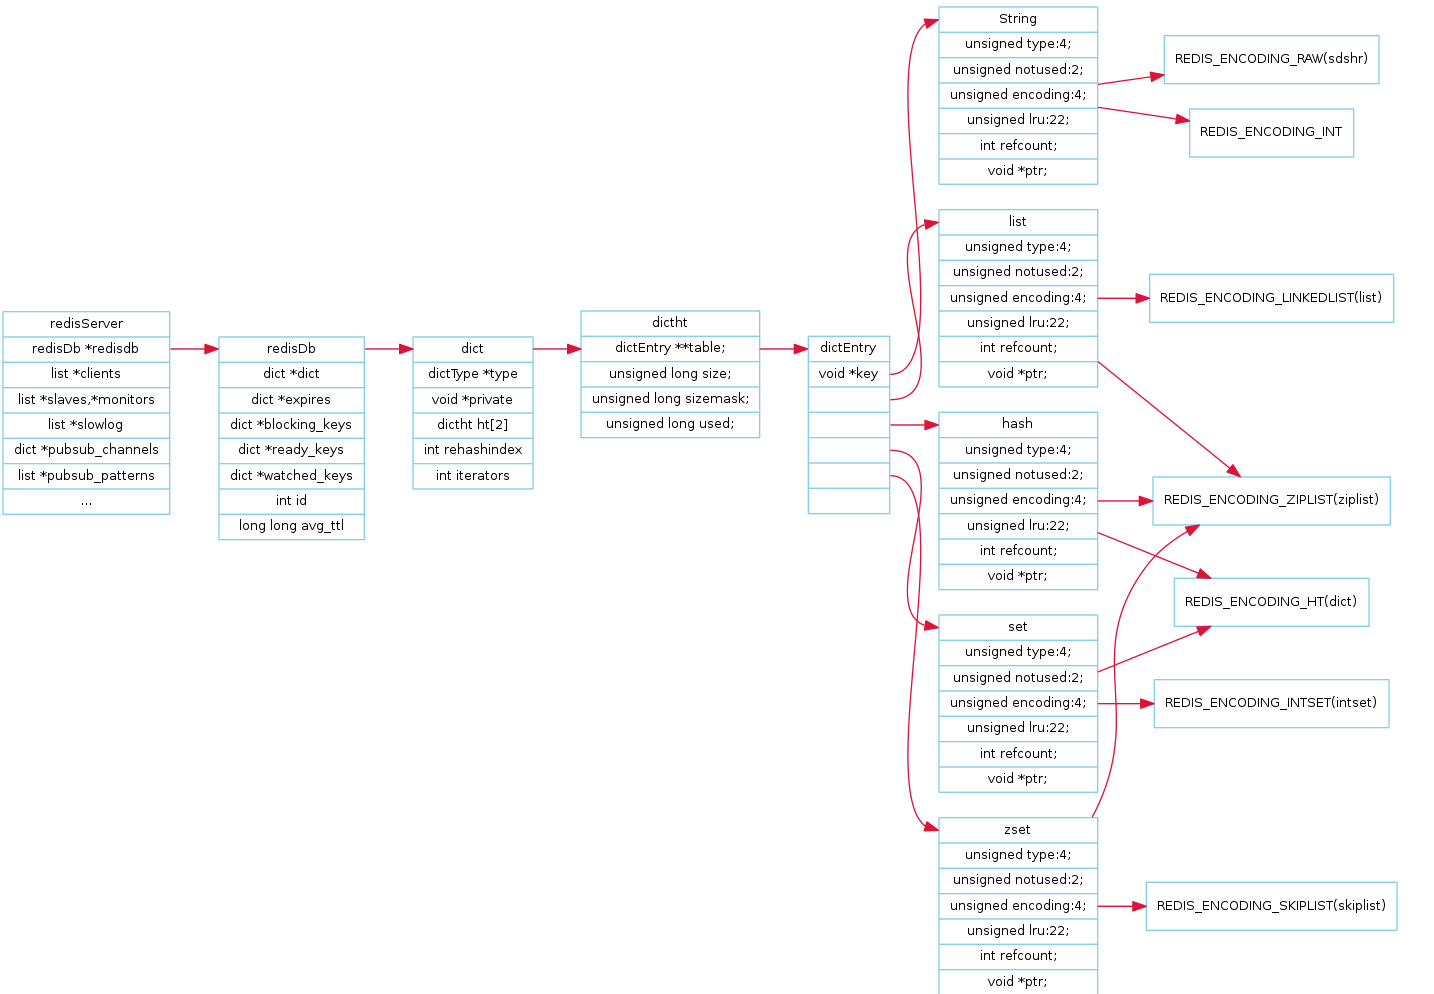 redisServer
redisDb *redisdb
list *clients
list *slaves,*monitors
list *slowlog
dict *pubsub_channels
list *pubsub_patterns
...
redisDb
dict *dict
dict *expires
dict *blocking_keys
dict *ready_keys
dict *watched_keys
int id
long long avg_ttl
dict
dictType *type
void *private
dictht ht[2]
int rehashindex
int iterators
dictht
dictEntry **table;
unsigned long size;
unsigned long sizemask;
unsigned long used;
dictEntry
void *key
String
unsigned type:4;
unsigned notused:2;
unsigned encoding:4;
unsigned lru:22;
int refcount;
void *ptr;
list
unsigned type:4;
unsigned notused:2;
unsigned encoding:4;
unsigned lru:22;
int refcount;
void *ptr;
hash
unsigned type:4;
unsigned notused:2;
unsigned encoding:4;
unsigned lru:22;
int refcount;
void *ptr;
set
unsigned type:4;
unsigned notused:2;
unsigned encoding:4;
unsigned lru:22;
int refcount;
void *ptr;
zset
unsigned type:4;
unsigned notused:2;
unsigned encoding:4;
unsigned lru:22;
int refcount;
void *ptr;
REDIS_ENCODING_RAW(sdshr)
REDIS_ENCODING_INT
REDIS_ENCODING_LINKEDLIST(list)
REDIS_ENCODING_ZIPLIST(ziplist)
REDIS_ENCODING_HT(dict)
REDIS_ENCODING_INTSET(intset)
REDIS_ENCODING_SKIPLIST(skiplist)